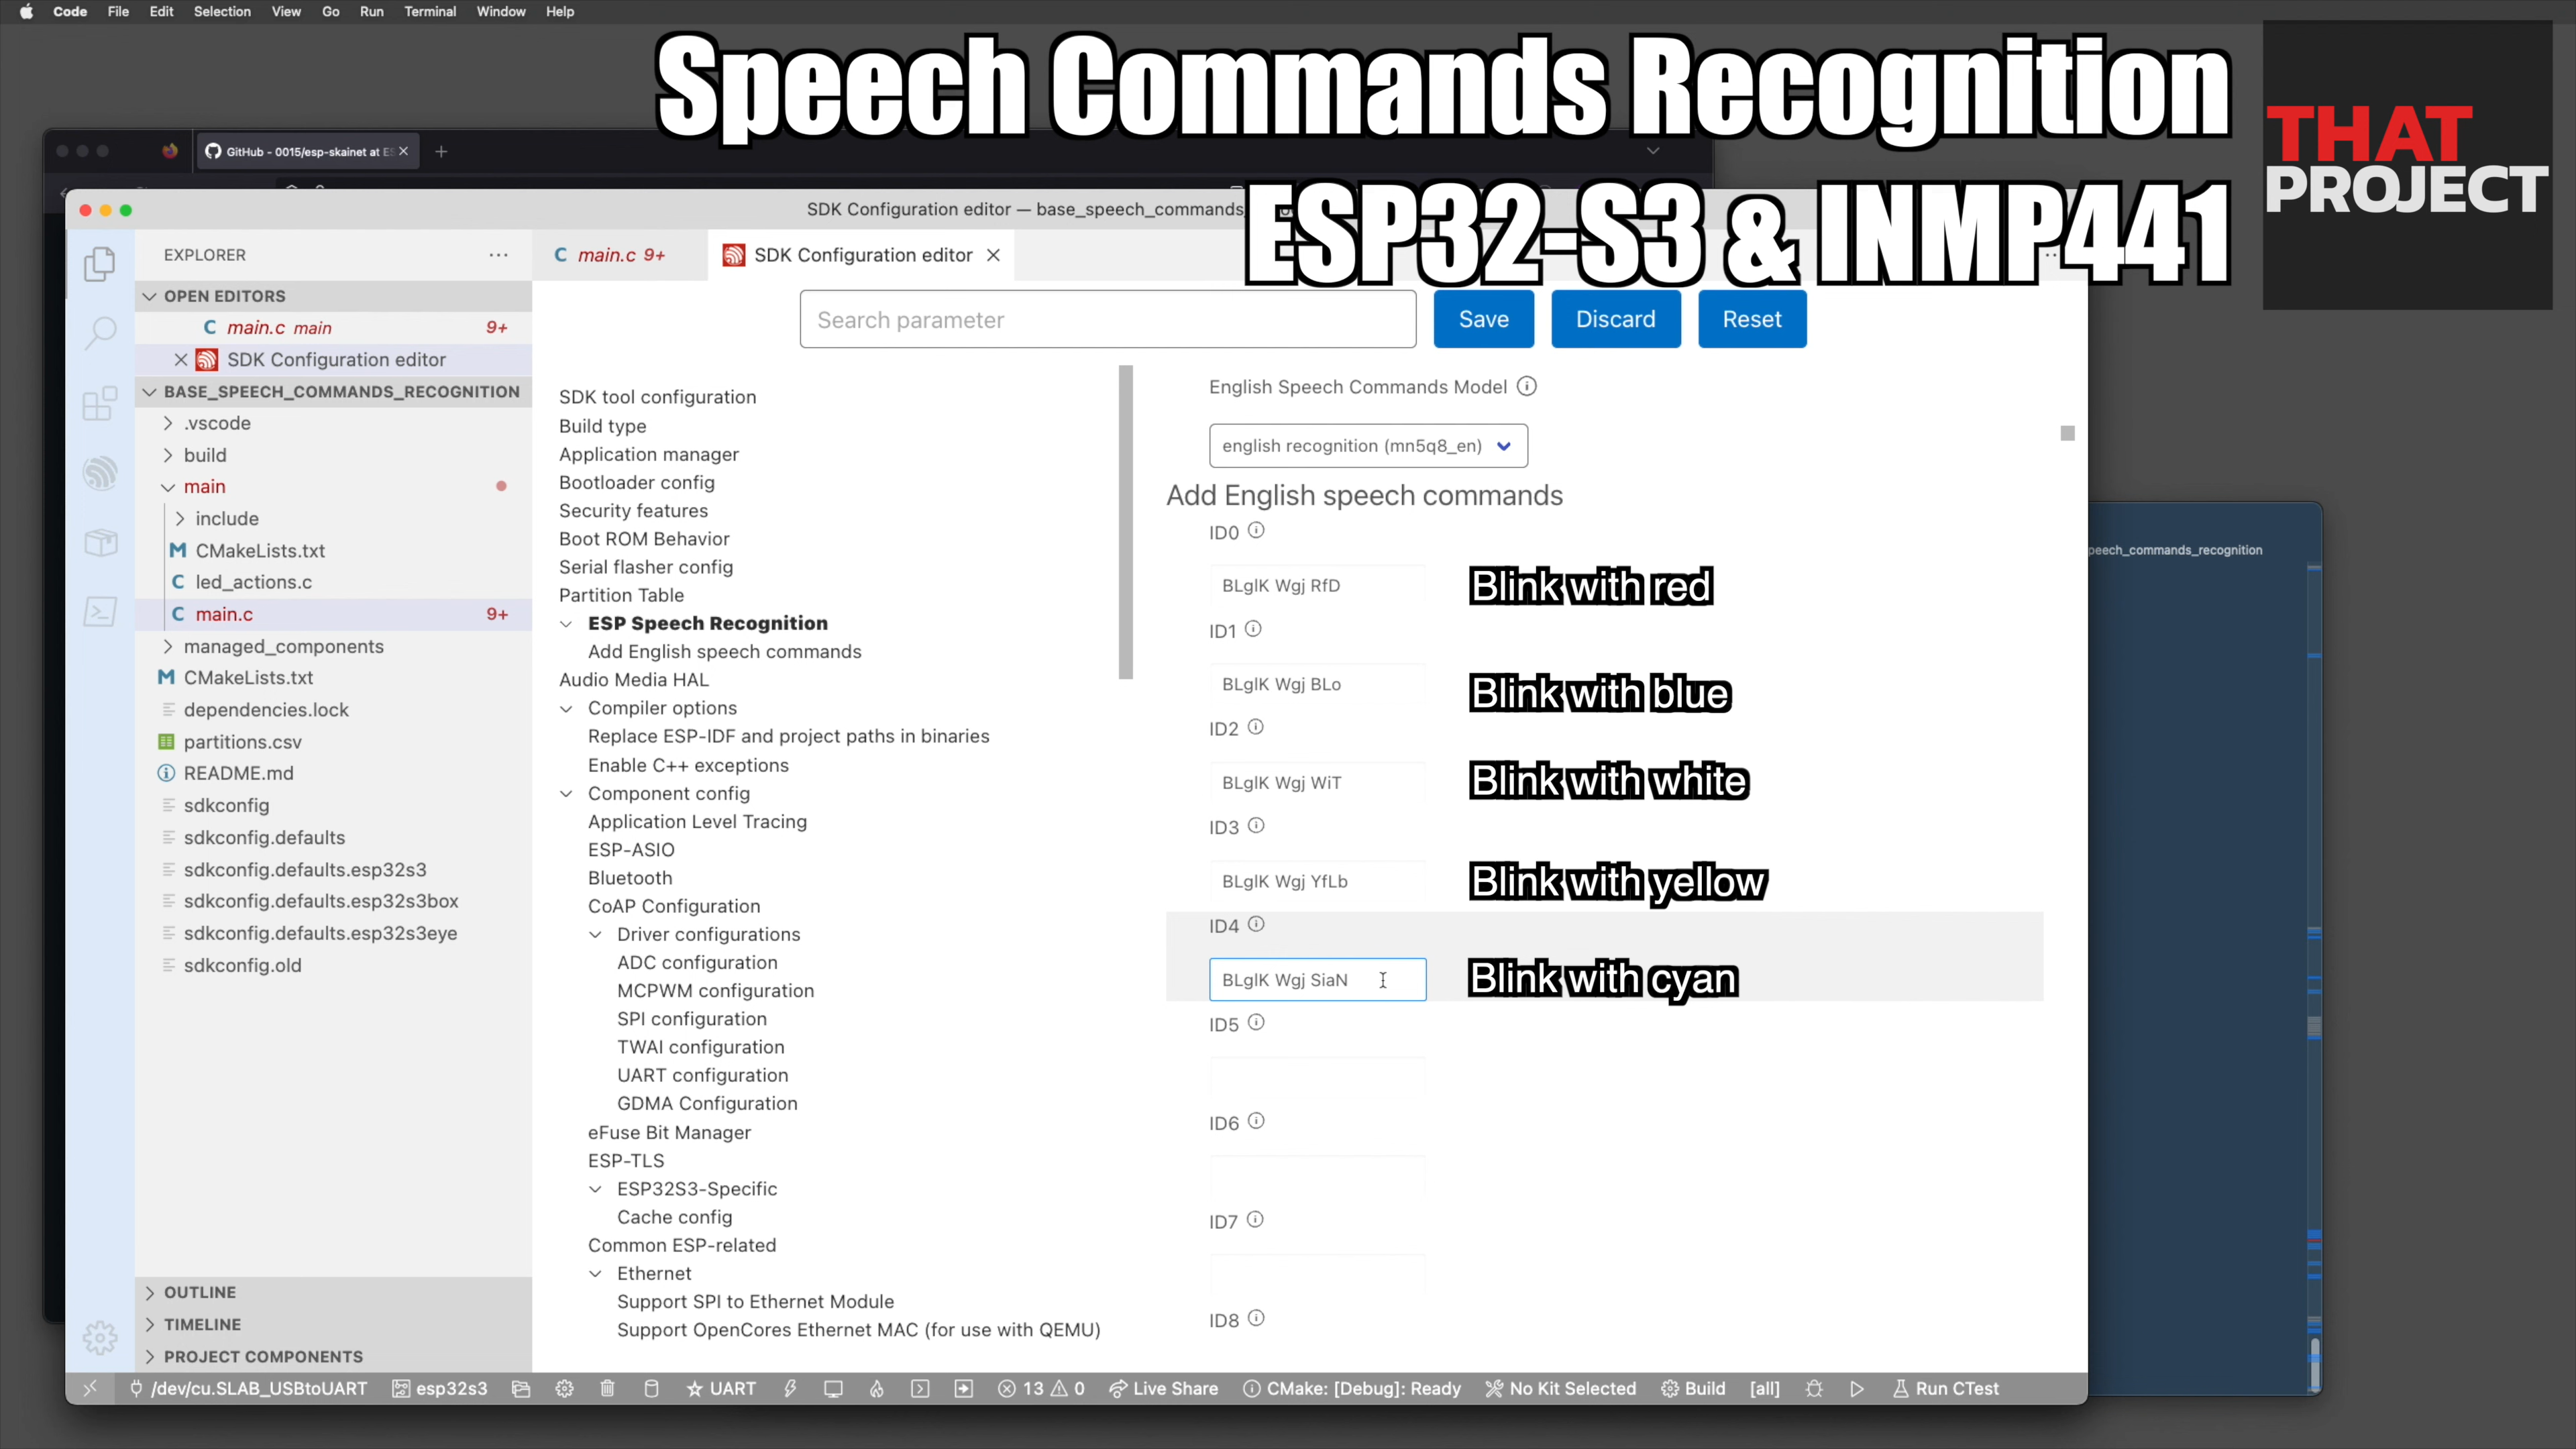 Code File Edit Selection View Go Run Terminal Window Help
Speech Commands Recognition
ESP32-S3 & INMP441
THAT
PROJECT
GitHub - 0015/esp-skainet at ES
SDK Configuration editor — base_speech_commands_
EXPLORER
main.c 9+
SDK Configuration editor
OPEN EDITORS
main.c main 9+
SDK Configuration editor
BASE_SPEECH_COMMANDS_RECOGNITION
.vscode
build
main
include
CMakeLists.txt
led_actions.c
main.c 9+
managed_components
CMakeLists.txt
dependencies.lock
partitions.csv
README.md
sdkconfig
sdkconfig.defaults
sdkconfig.defaults.esp32s3
sdkconfig.defaults.esp32s3box
sdkconfig.defaults.esp32s3eye
sdkconfig.old
OUTLINE
TIMELINE
PROJECT COMPONENTS
Search parameter
Save
Discard
Reset
SDK tool configuration
Build type
Application manager
Bootloader config
Security features
Boot ROM Behavior
Serial flasher config
Partition Table
ESP Speech Recognition
Add English speech commands
Audio Media HAL
Compiler options
Replace ESP-IDF and project paths in binaries
Enable C++ exceptions
Component config
Application Level Tracing
ESP-ASIO
Bluetooth
CoAP Configuration
Driver configurations
ADC configuration
MCPWM configuration
SPI configuration
TWAI configuration
UART configuration
GDMA Configuration
eFuse Bit Manager
ESP-TLS
ESP32S3-Specific
Cache config
Common ESP-related
Ethernet
Support SPI to Ethernet Module
Support OpenCores Ethernet MAC (for use with QEMU)
English Speech Commands Model
english recognition (mn5q8_en)
Add English speech commands
ID0
BLglK Wgj RfD
Blink with red
ID1
BLglK Wgj BLo
Blink with blue
ID2
BLglK Wgj WiT
Blink with white
ID3
BLglK Wgj YfLb
Blink with yellow
ID4
BLglK Wgj SiaN
Blink with cyan
ID5
ID6
ID7
ID8
peech_commands_recognition
/dev/cu.SLAB_USBtoUART esp32s3 UART 13 0 Live Share CMake: [Debug]: Ready No Kit Selected Build [all] Run CTest